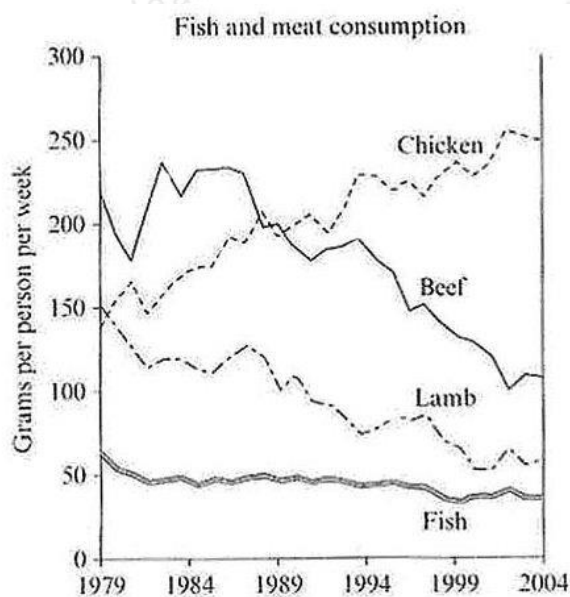 Fish and meat consumption
Grams per person per week
300
250
200
150
100
50
0
Chicken
Beef
Lamb
Fish
1979 1984 1989 1994 1999 2004